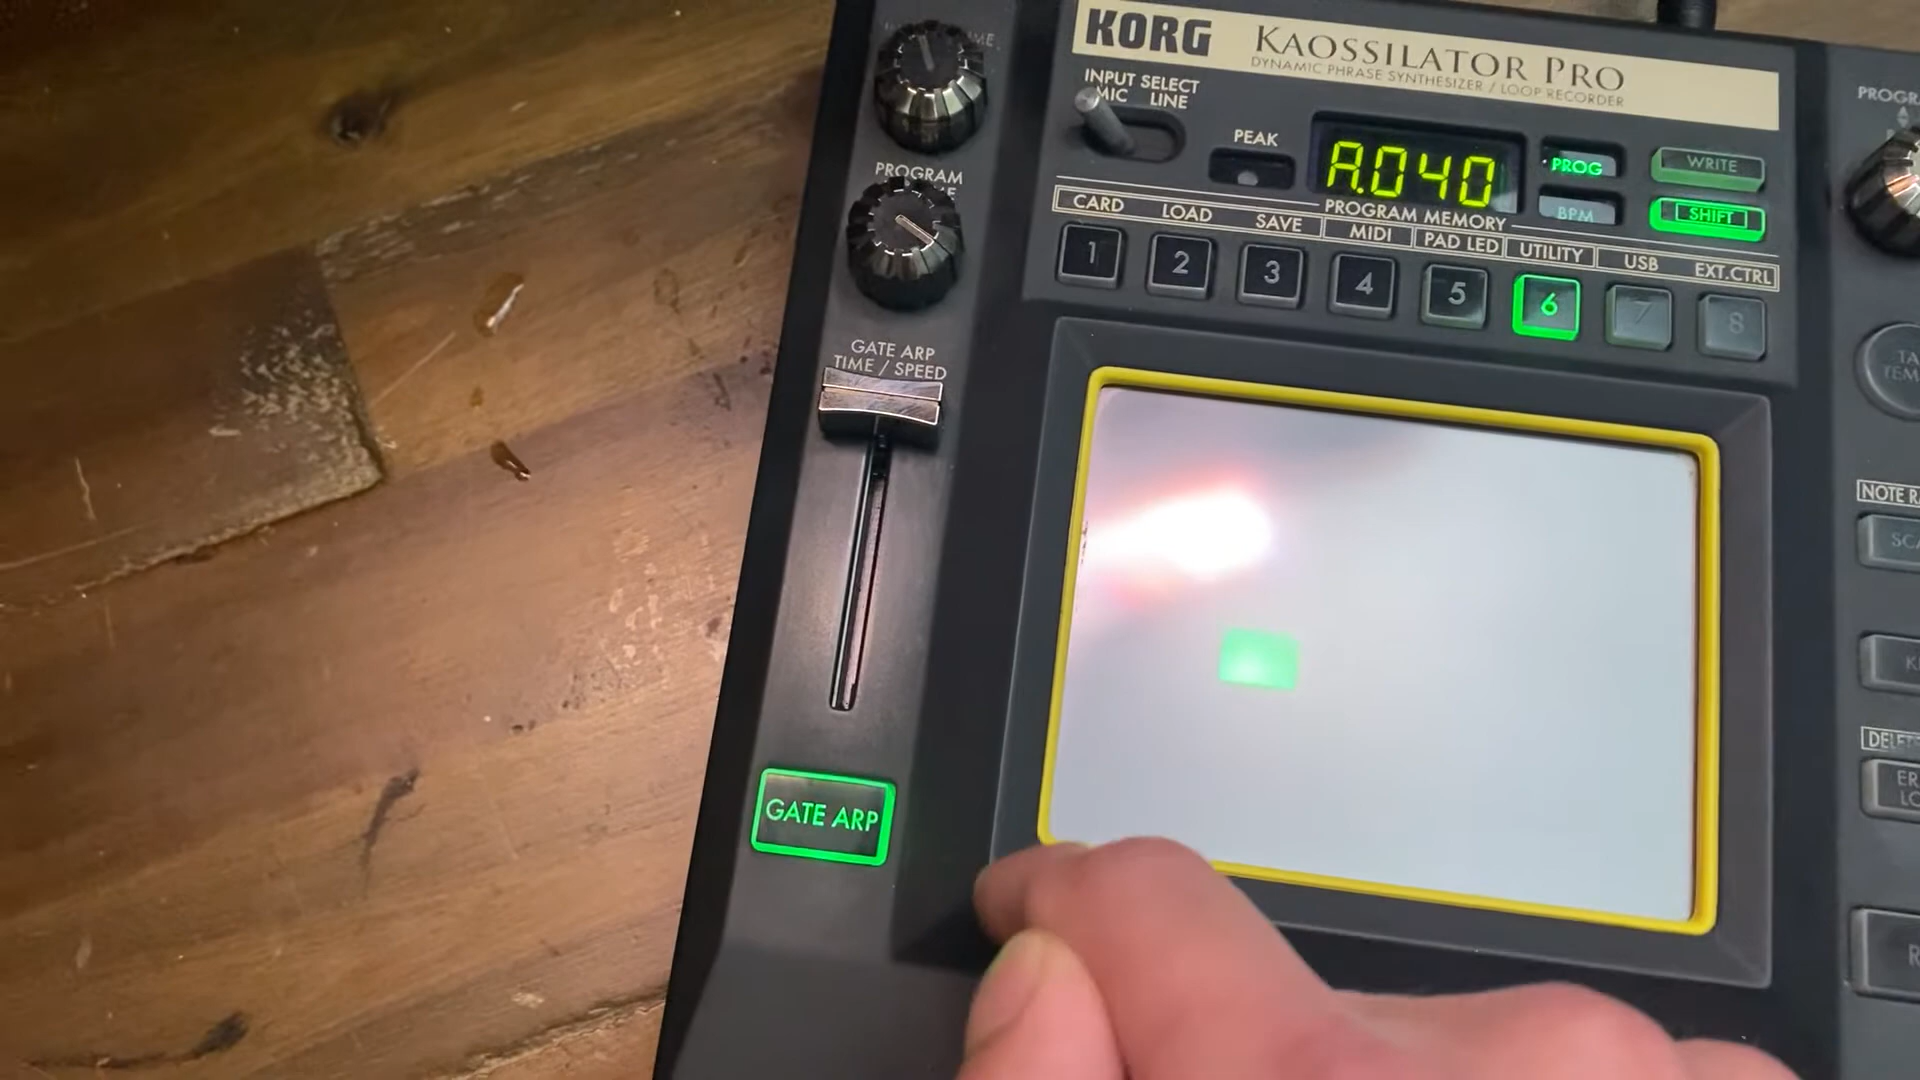 KORG
KAOSSILATOR PRO
DYNAMIC PHRASE SYNTHESIZER / LOOP RECORDER
INPUT SELECT
MIC LINE
PEAK
A.040
PROG
BPM
WRITE
SHIFT
PROGRAM MEMORY
CARD LOAD SAVE MIDI PAD LED UTILITY USB EXT.CTRL
1 2 3 4 5 6 7 8
PROGRAM
GATE ARP
TIME / SPEED
GATE ARP